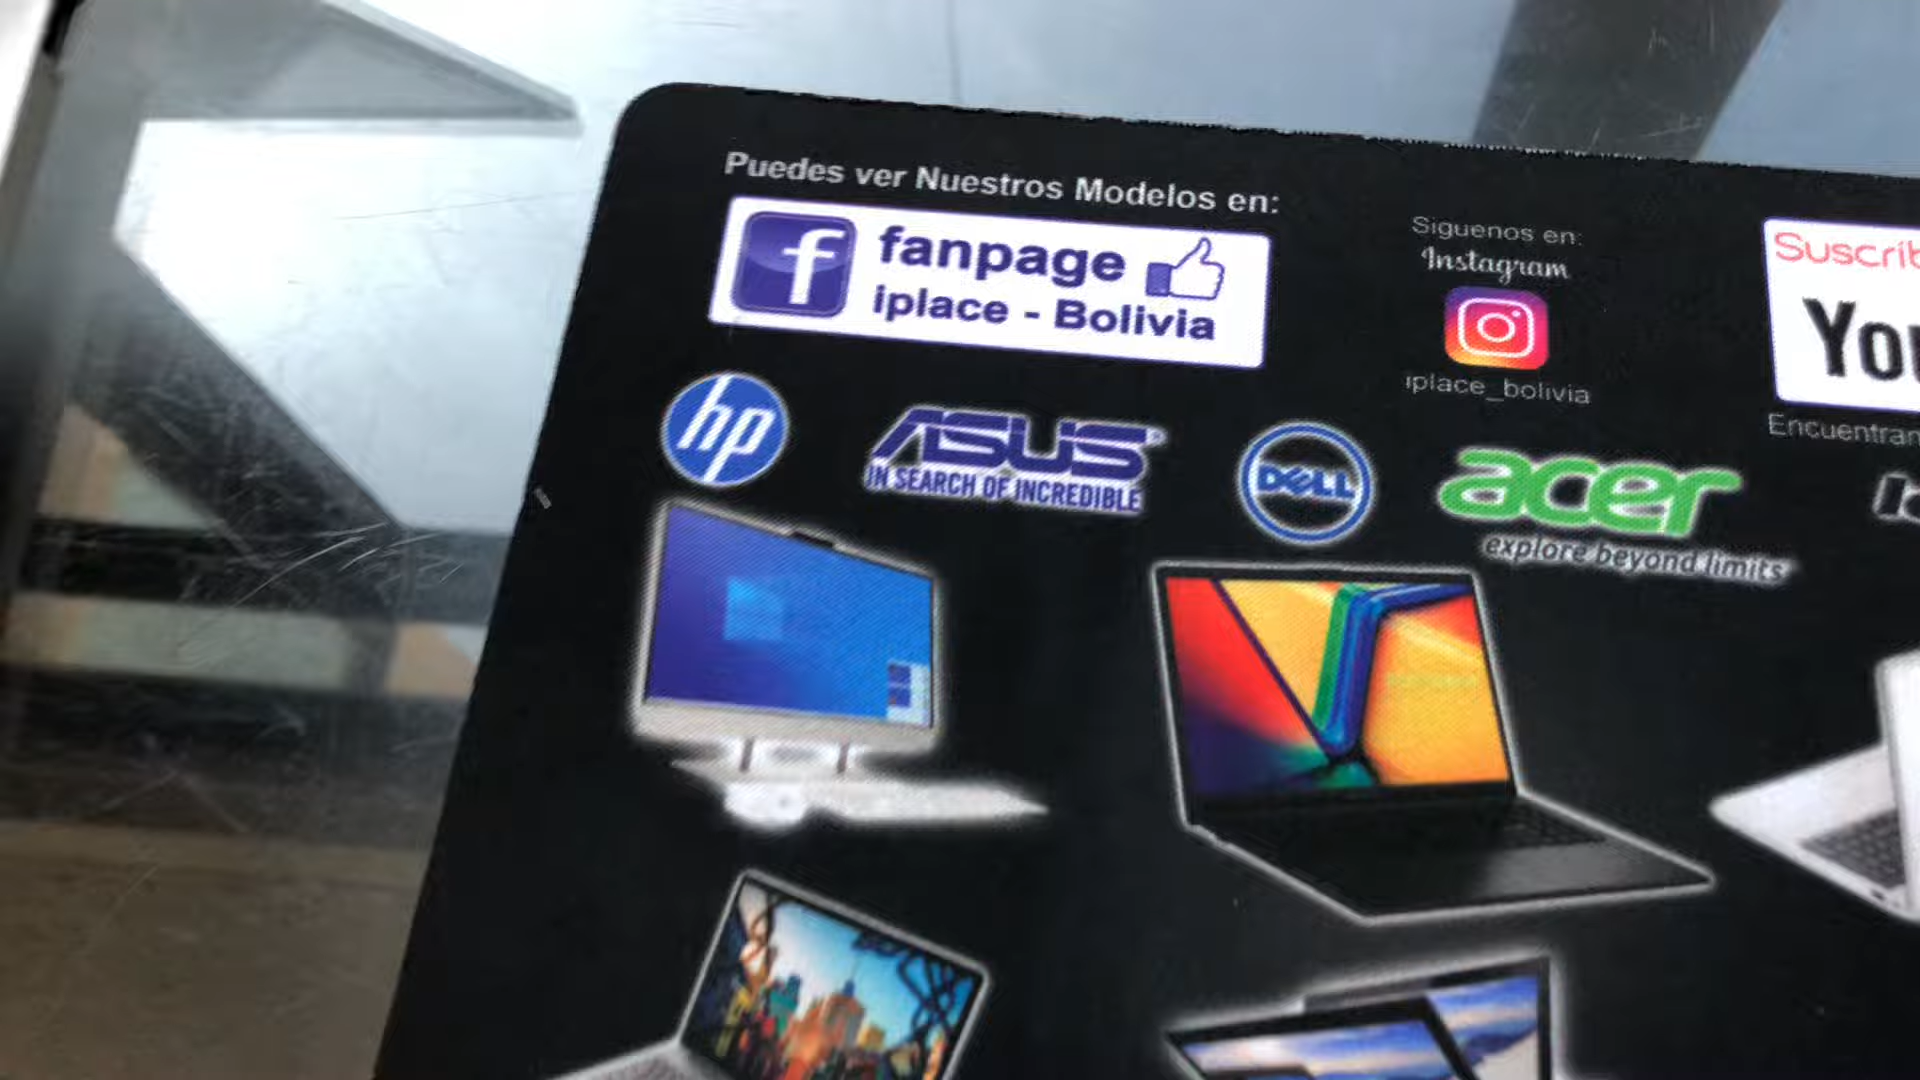 Puedes ver Nuestros Modelos en:
fanpage
iplace - Bolivia
Siguenos en:
Instagram
iplace_bolivia
hp
ASUS
IN SEARCH OF INCREDIBLE
DELL
acer
explore beyond limits